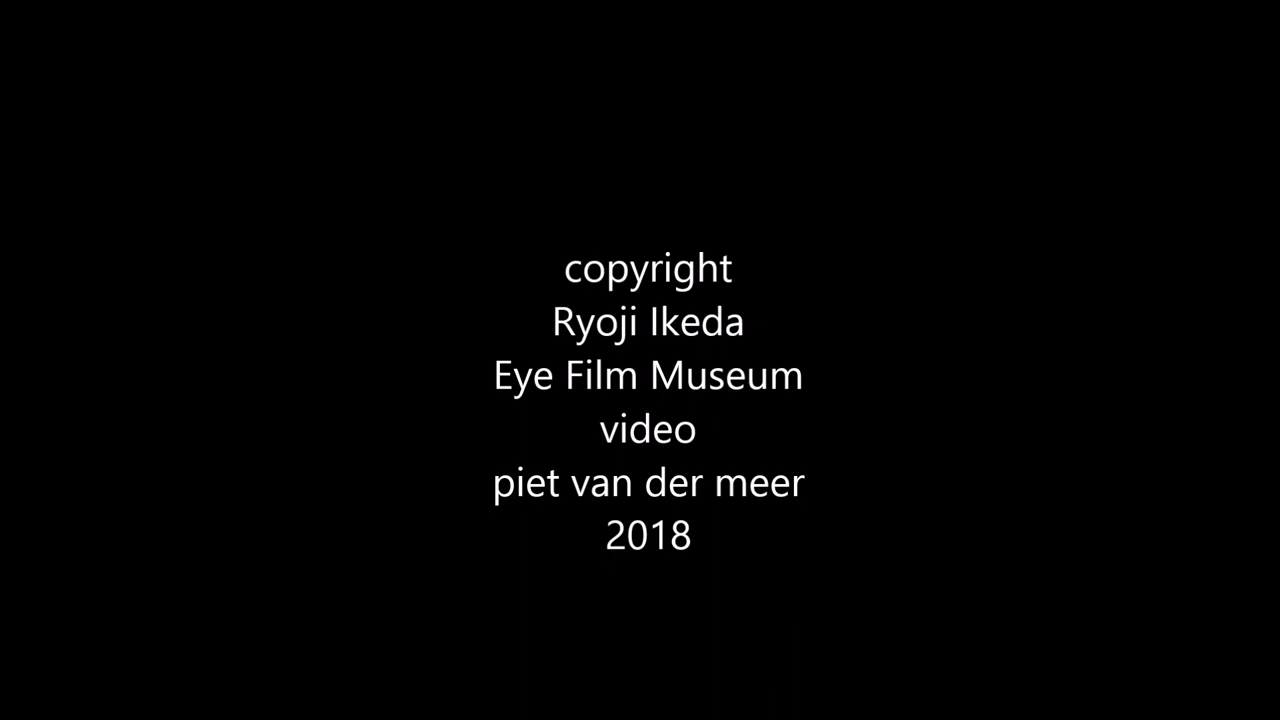 copyright
Ryoji Ikeda
Eye Film Museum
video
piet van der meer
2018